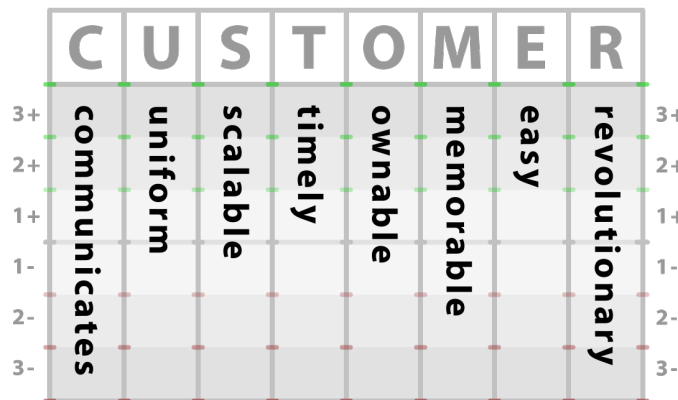 C U S T O M E R
communicates
uniform
scalable
timely
ownable
memorable
easy
revolutionary
3+ 3+
2+ 2+
1+ 1+
1- 1-
2- 2-
3- 3-